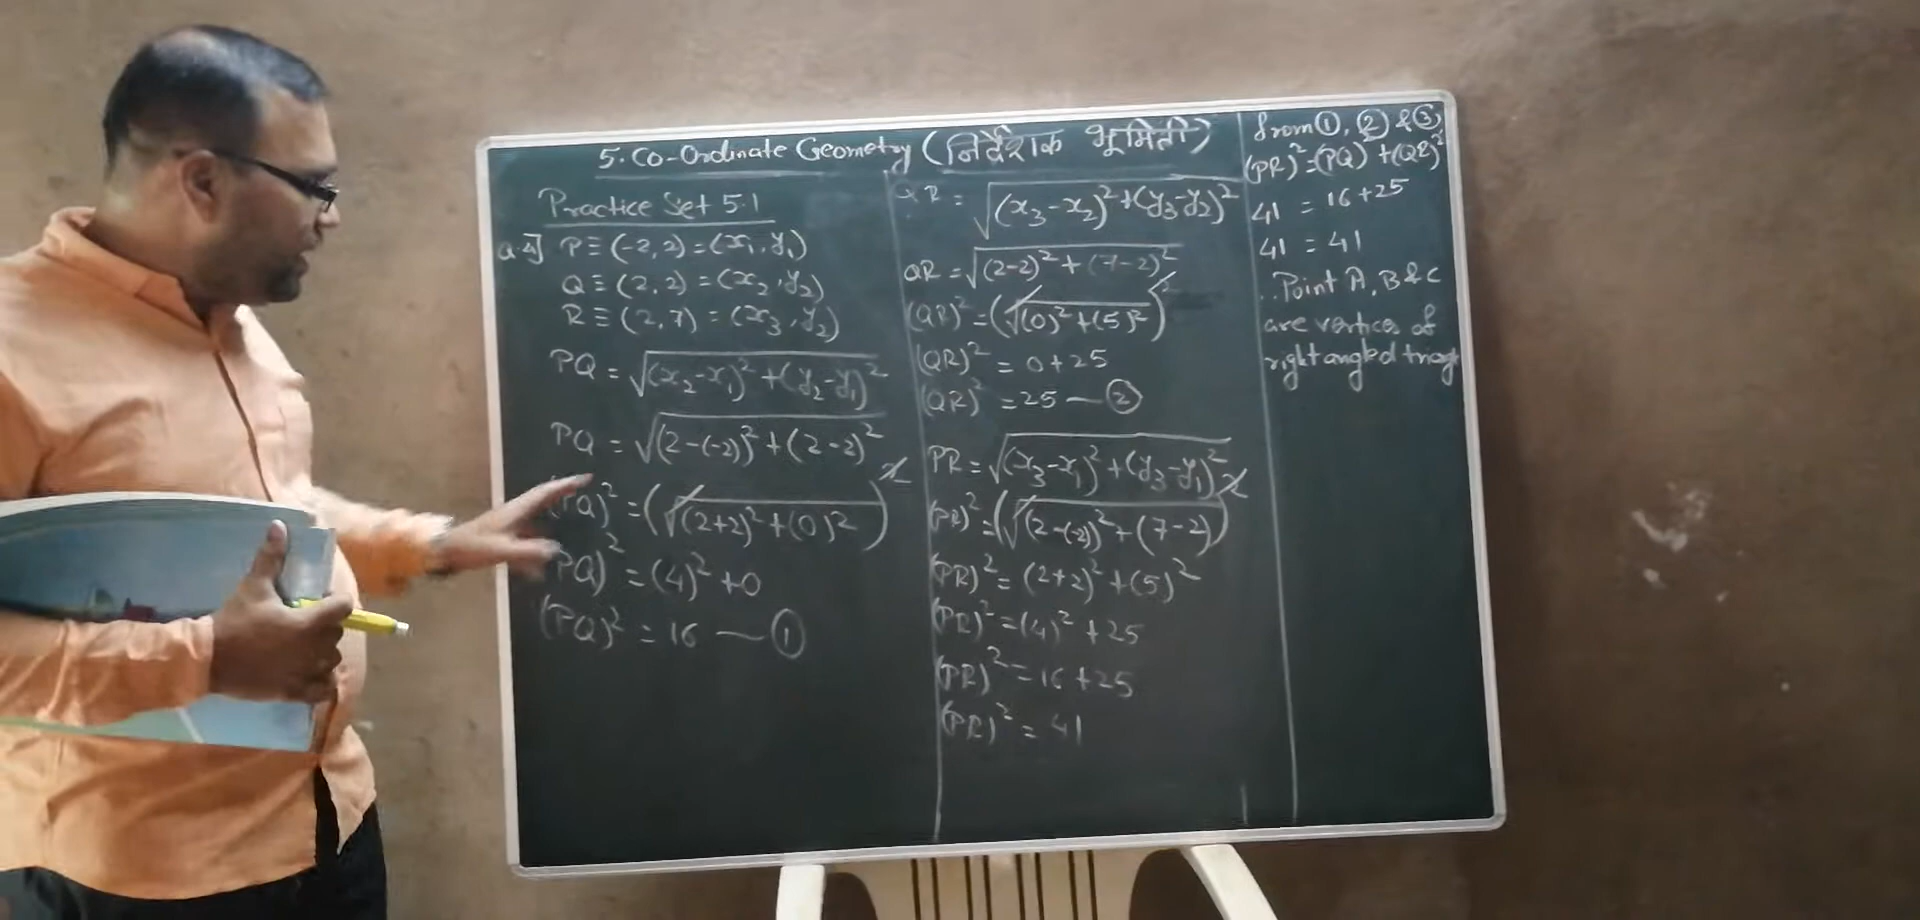 5. Co-Ordinate Geometry (निर्देशक भूमिती)
Practice Set 5.1
Q.4] P ≡ (-2, 2) = (x₁, y₁)
Q ≡ (2, 2) = (x₂, y₂)
R ≡ (2, 7) = (x₃, y₂)
PQ = √(x₂-x₁)² + (y₂-y₁)²
PQ = √(2-(-2))² + (2-2)²
(PQ)² = (√(2+2)² + (0)²)²
(PQ)² = (4)² + 0
(PQ)² = 16 — ①
QR = √(x₃-x₂)² + (y₃-y₂)²
QR = √(2-2)² + (7-2)²
(QR)² = (√(0)² + (5)²)²
(QR)² = 0 + 25
(QR)² = 25 — ②
PR = √(x₃-x₁)² + (y₃-y₁)²
(PR)² = (√(2-(-2))² + (7-2))²
(PR)² = (2+2)² + (5)²
(PR)² = (4)² + 25
(PR)² = 16 + 25
(PR)² = 41
from ①, ② & ③
(PR)² = (PQ)² + (QR)²
41 = 16 + 25
41 = 41
∴ Point A, B & C
are vertices of
right angled